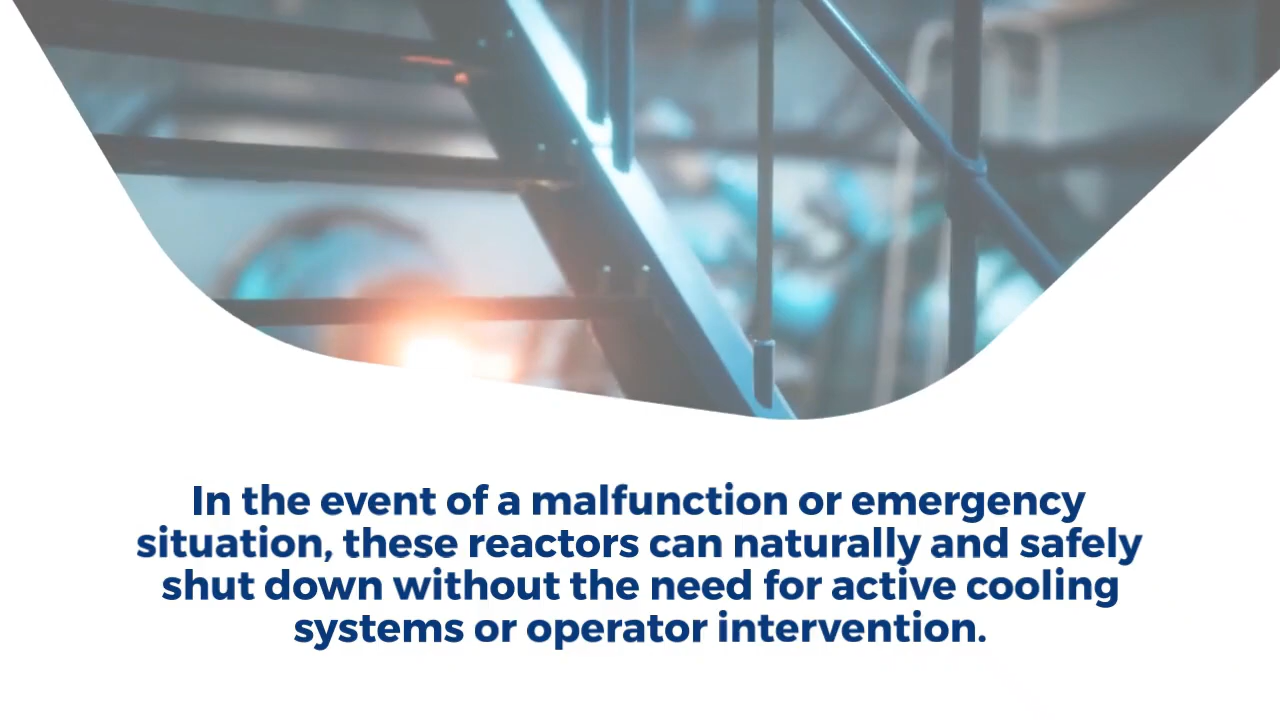 In the event of a malfunction or emergency
situation, these reactors can naturally and safely
shut down without the need for active cooling
systems or operator intervention.